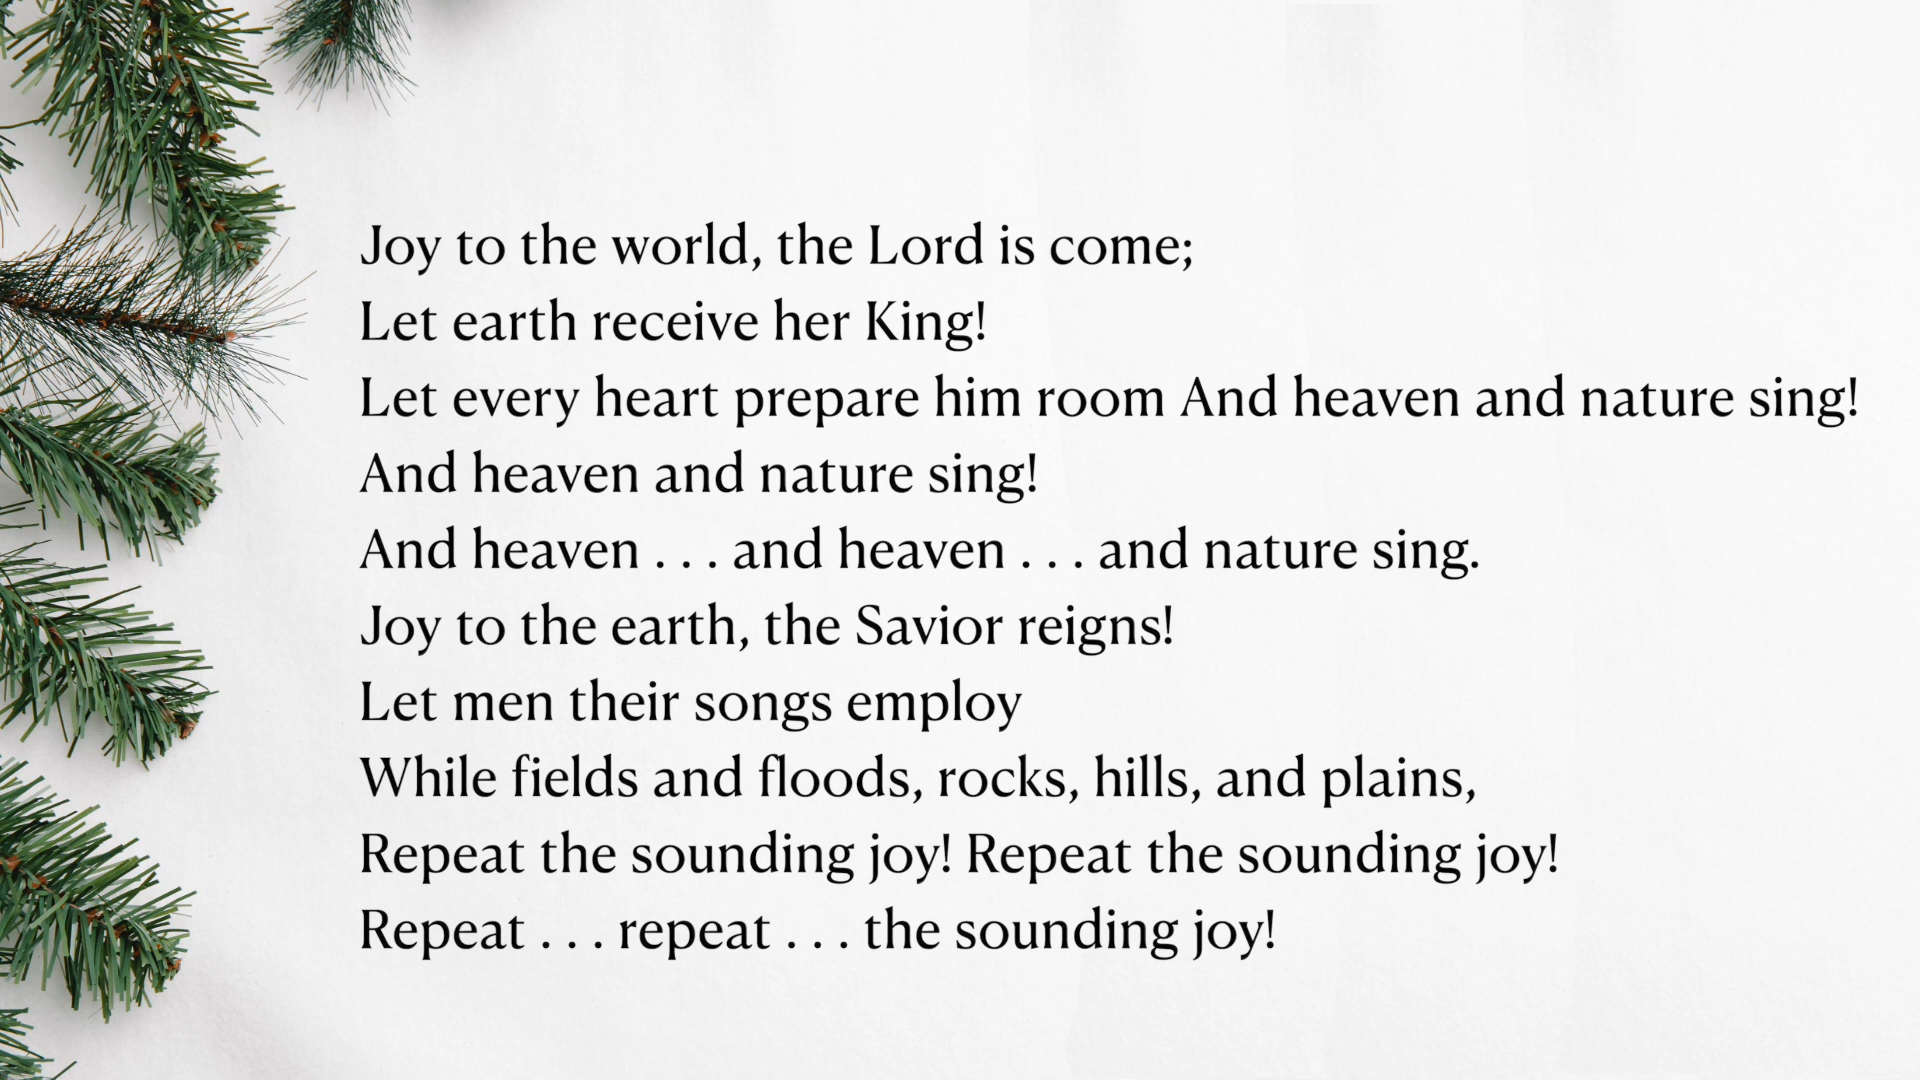 Joy to the world, the Lord is come;
Let earth receive her King!
Let every heart prepare him room And heaven and nature sing!
And heaven and nature sing!
And heaven . . . and heaven . . . and nature sing.
Joy to the earth, the Savior reigns!
Let men their songs employ
While fields and floods, rocks, hills, and plains,
Repeat the sounding joy! Repeat the sounding joy!
Repeat . . . repeat . . . the sounding joy!